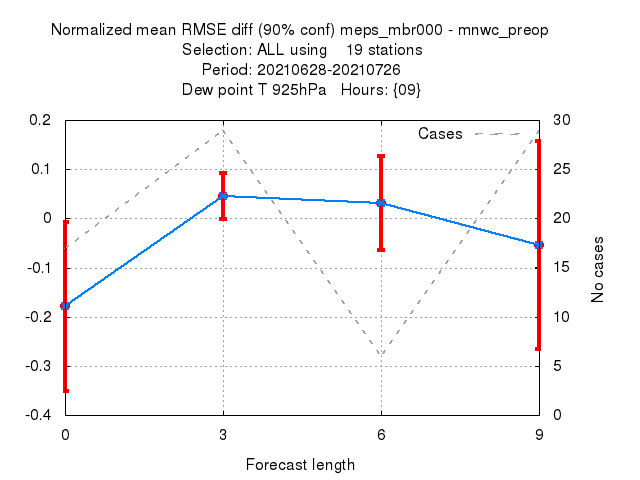 Normalized mean RMSE diff (90% conf) meps_mbr000 - mnwc_preop
Selection: ALL using    19 stations
Period: 20210628-20210726
Dew point T 925hPa   Hours: {09}
Cases
0.2
0.1
0
-0.1
-0.2
-0.3
-0.4
30
25
20
15
10
5
0
No cases
0 3 6 9
Forecast length